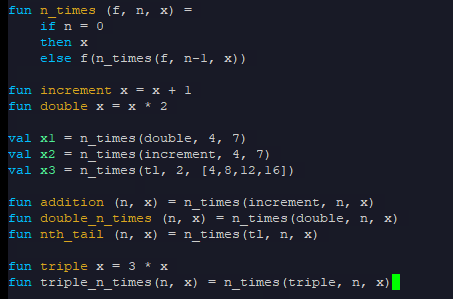 fun n_times (f, n, x) =
    if n = 0
    then x
    else f(n_times(f, n-1, x))

fun increment x = x + 1
fun double x = x * 2

val x1 = n_times(double, 4, 7)
val x2 = n_times(increment, 4, 7)
val x3 = n_times(tl, 2, [4,8,12,16])

fun addition (n, x) = n_times(increment, n, x)
fun double_n_times (n, x) = n_times(double, n, x)
fun nth_tail (n, x) = n_times(tl, n, x)

fun triple x = 3 * x
fun triple_n_times(n, x) = n_times(triple, n, x)